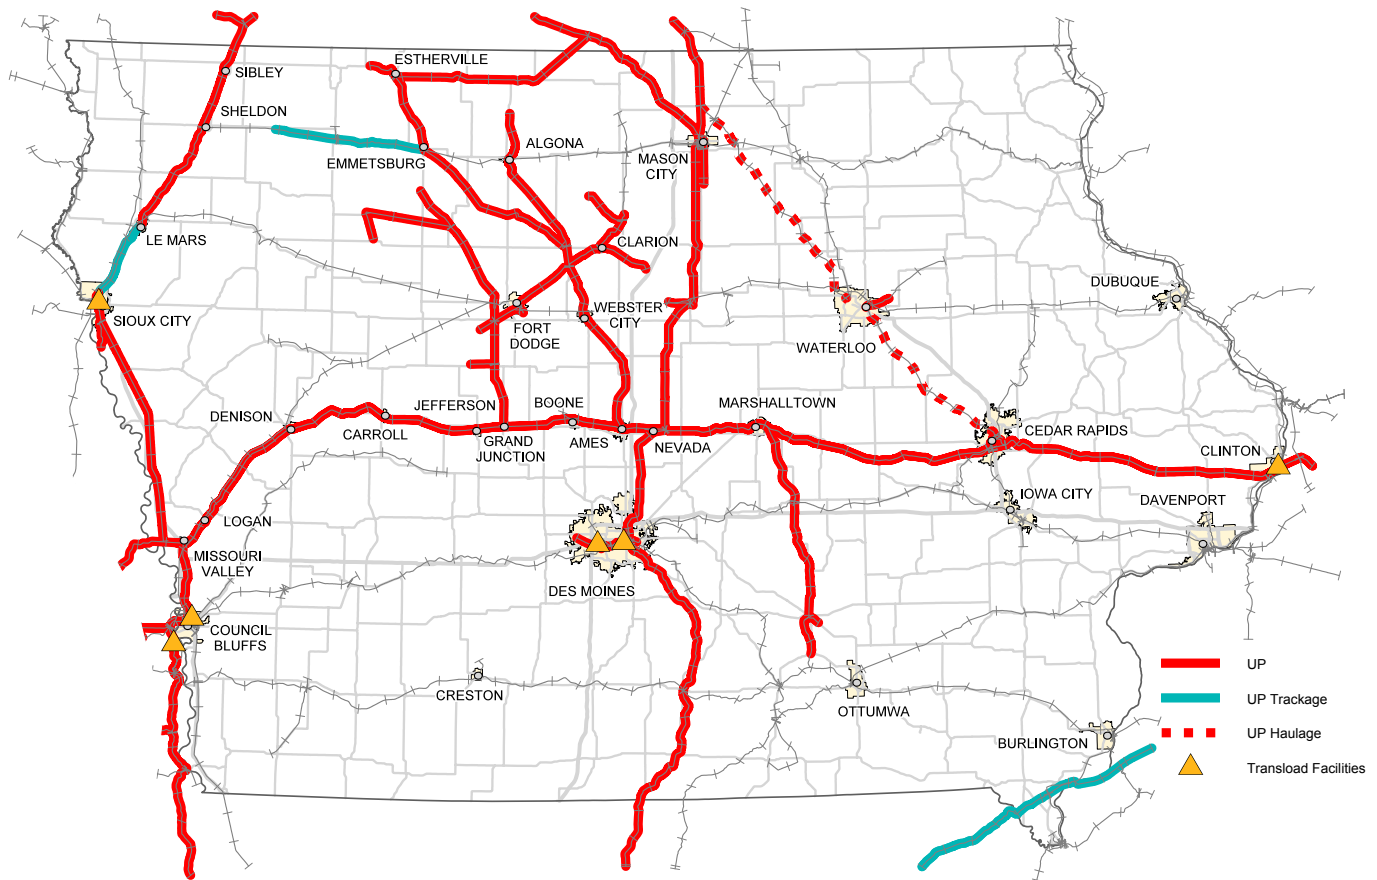 ESTHERVILLE
SIBLEY
SHELDON
ALGONA
EMMETSBURG
MASON
CITY
LE MARS
CLARION
DUBUQUE
SIOUX CITY
WEBSTER
CITY
FORT
DODGE
WATERLOO
JEFFERSON
BOONE
MARSHALLTOWN
DENISON
CARROLL
GRAND
JUNCTION
AMES
NEVADA
CEDAR RAPIDS
CLINTON
IOWA CITY
DAVENPORT
LOGAN
MISSOURI
VALLEY
DES MOINES
COUNCIL
BLUFFS
CRESTON
OTTUMWA
BURLINGTON
UP
UP Trackage
UP Haulage
Transload Facilities